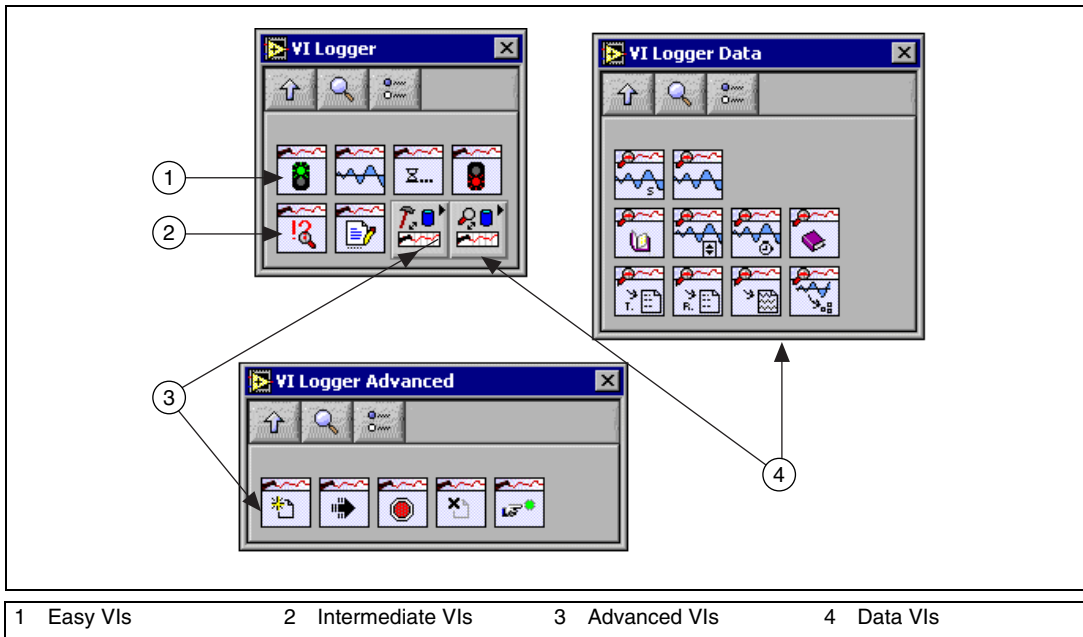 VI Logger
VI Logger Data
1
S
Σ...
2
!?
T.
R.
3
VI Logger Advanced
4
1 Easy VIs 2 Intermediate VIs 3 Advanced VIs 4 Data VIs